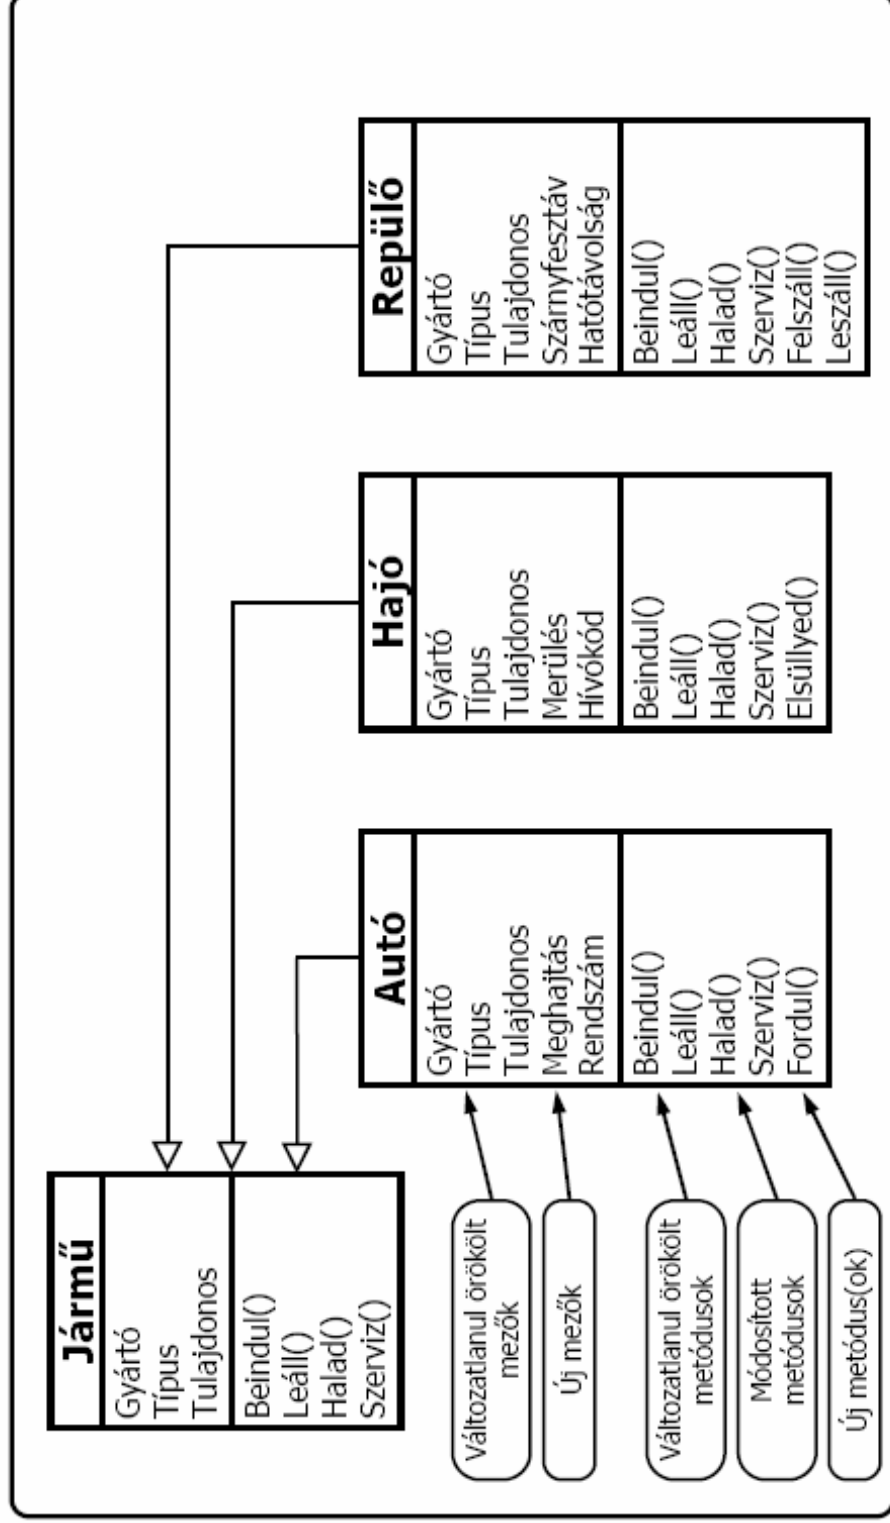 Jármű
Gyártó
Típus
Tulajdonos
Beindul()
Leáll()
Halad()
Szerviz()
Változatlanul örökölt
mezők
Új mezők
Változatlanul örökölt
metódusok
Módosított
metódusok
Új metódus(ok)
Autó
Gyártó
Típus
Tulajdonos
Meghajtás
Rendszám
Beindul()
Leáll()
Halad()
Szerviz()
Fordul()
Hajó
Gyártó
Típus
Tulajdonos
Merülés
Hívókód
Beindul()
Leáll()
Halad()
Szerviz()
Elsüllyed()
Repülő
Gyártó
Típus
Tulajdonos
Szárnyfesztáv
Hatótávolság
Beindul()
Leáll()
Halad()
Szerviz()
Felszáll()
Leszáll()